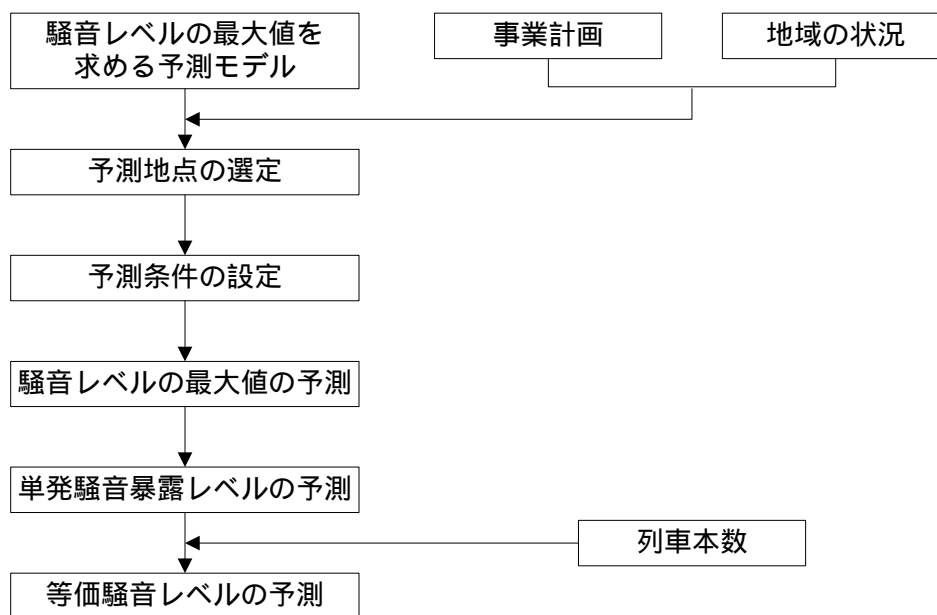 騒音レベルの最大値を
求める予測モデル
事業計画
地域の状況
予測地点の選定
予測条件の設定
騒音レベルの最大値の予測
単発騒音暴露レベルの予測
列車本数
等価騒音レベルの予測